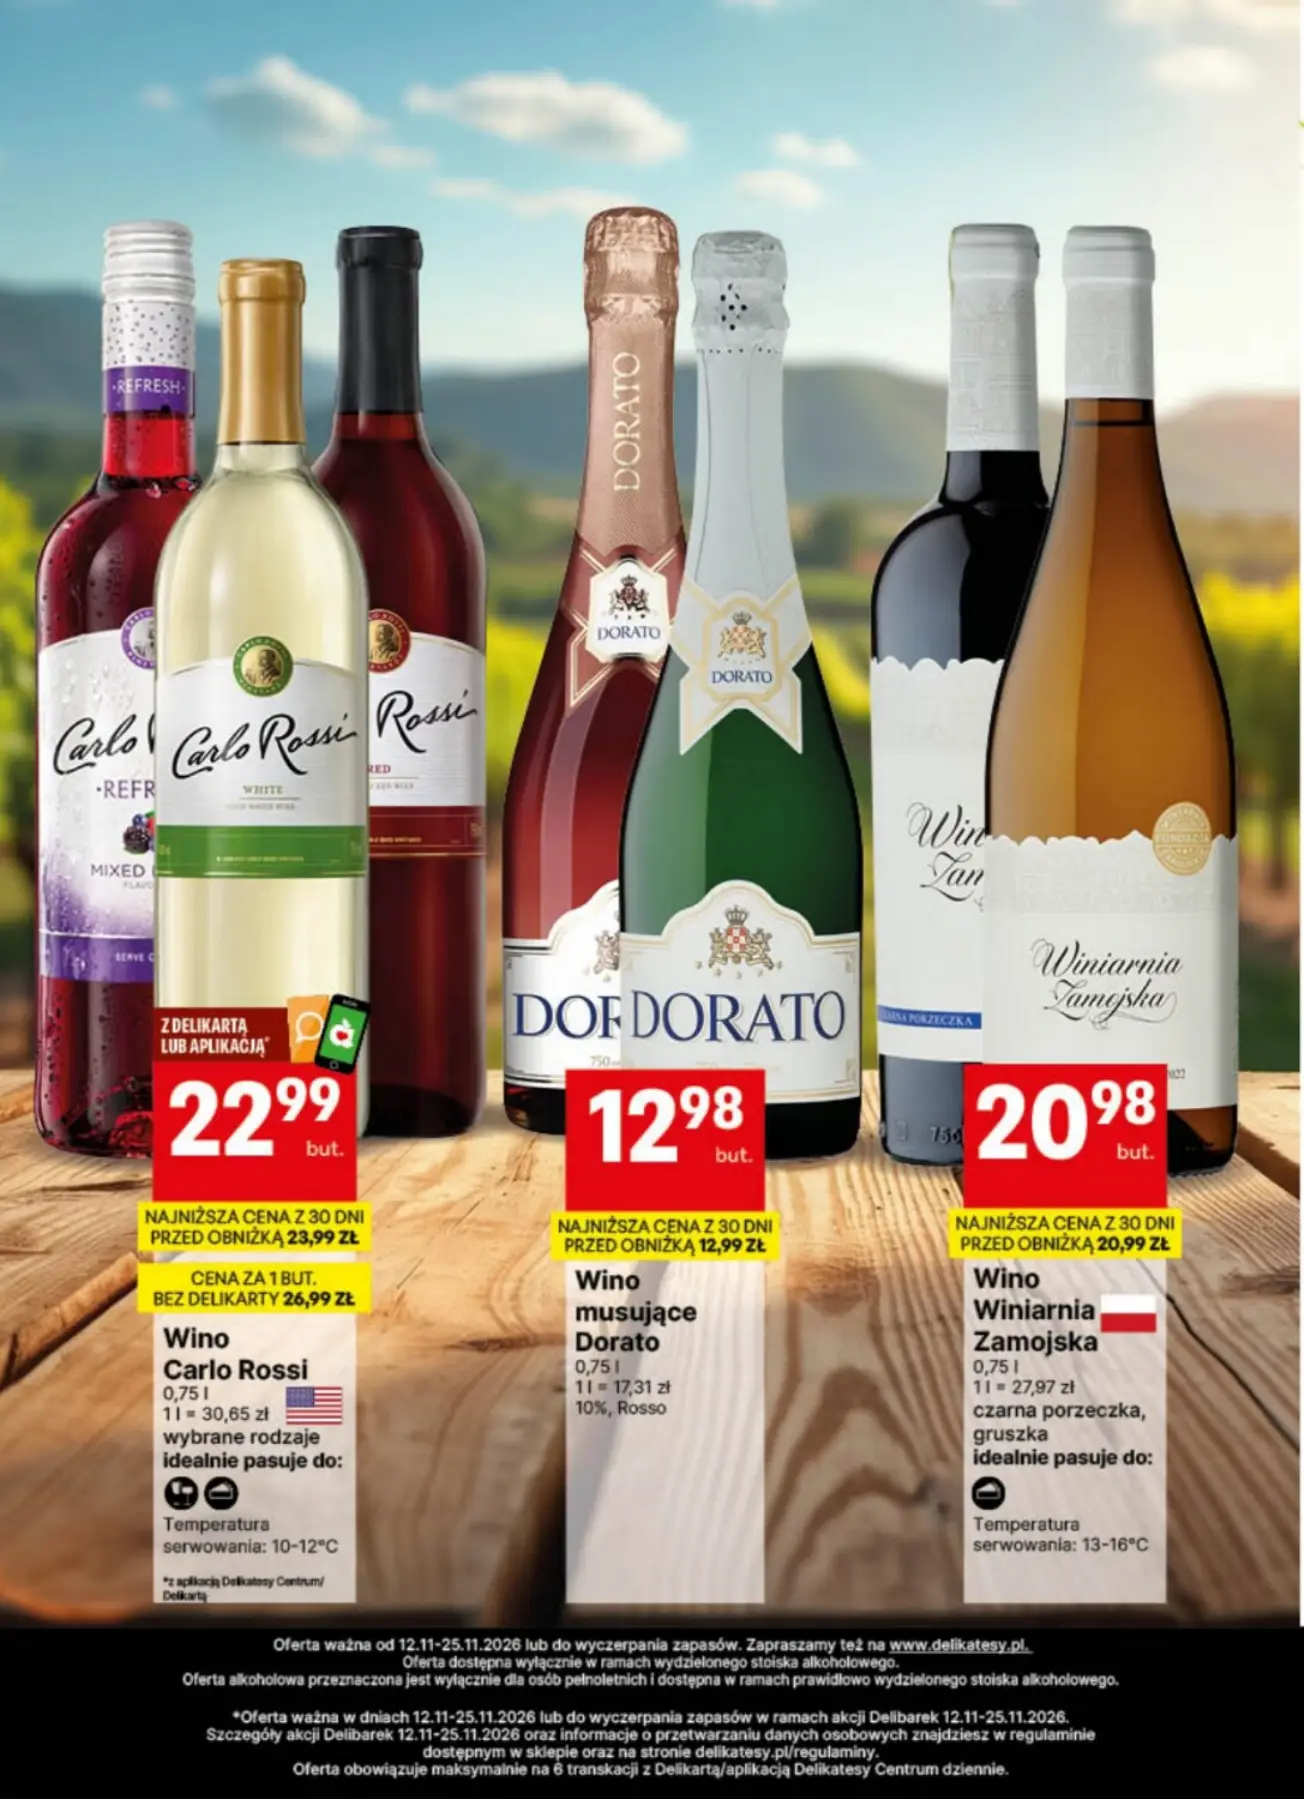 ·REFRESH·
DORATO
DORATO
DORATO
Carlo
Carlo Rossi
Rossi
RED
WHITE
·REFR
MIXED
SERVE C
Win
Zam
Winiarnia
Zamojska
DOR
DORATO
750
NA PORZECZKA
2022
Z DELIKARTĄ
LUB APLIKACJĄ*
22 99
but.
12 98
but.
20 98
but.
NAJNIŻSZA CENA Z 30 DNI
PRZED OBNIŻKĄ 23,99 ZŁ
CENA ZA 1 BUT.
BEZ DELIKARTY 26,99 ZŁ
Wino
Carlo Rossi
0,75 l
1 l = 30,65 zł
wybrane rodzaje
idealnie pasuje do:
Temperatura
serwowania: 10-12°C
*z aplikacją Delikatesy Centrum/
Delikartą
NAJNIŻSZA CENA Z 30 DNI
PRZED OBNIŻKĄ 12,99 ZŁ
Wino
musujące
Dorato
0,75 l
1 l = 17,31 zł
10%, Rosso
NAJNIŻSZA CENA Z 30 DNI
PRZED OBNIŻKĄ 20,99 ZŁ
Wino
Winiarnia
Zamojska
0,75 l
1 l = 27,97 zł
czarna porzeczka,
gruszka
idealnie pasuje do:
Temperatura
serwowania: 13-16°C
Oferta ważna od 12.11-25.11.2026 lub do wyczerpania zapasów. Zapraszamy też na www.delikatesy.pl.
Oferta dostępna wyłącznie w ramach wydzielonego stoiska alkoholowego.
Oferta alkoholowa przeznaczona jest wyłącznie dla osób pełnoletnich i dostępna w ramach prawidłowo wydzielonego stoiska alkoholowego.
*Oferta ważna w dniach 12.11-25.11.2026 lub do wyczerpania zapasów w ramach akcji Delibarek 12.11-25.11.2026.
Szczegóły akcji Delibarek 12.11-25.11.2026 oraz informacje o przetwarzaniu danych osobowych znajdziesz w regulaminie
dostępnym w sklepie oraz na stronie delikatesy.pl/regulaminy.
Oferta obowiązuje maksymalnie na 6 transkacji z Delikartą/aplikacją Delikatesy Centrum dziennie.